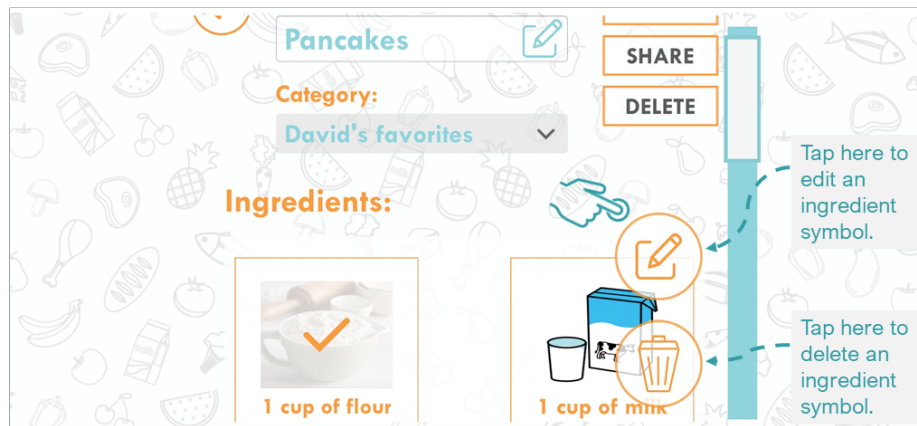 Pancakes
SHARE
DELETE
Category:
David's favorites
Ingredients:
Tap here to
edit an
ingredient
symbol.
1 cup of flour
1 cup of milk
Tap here to
delete an
ingredient
symbol.